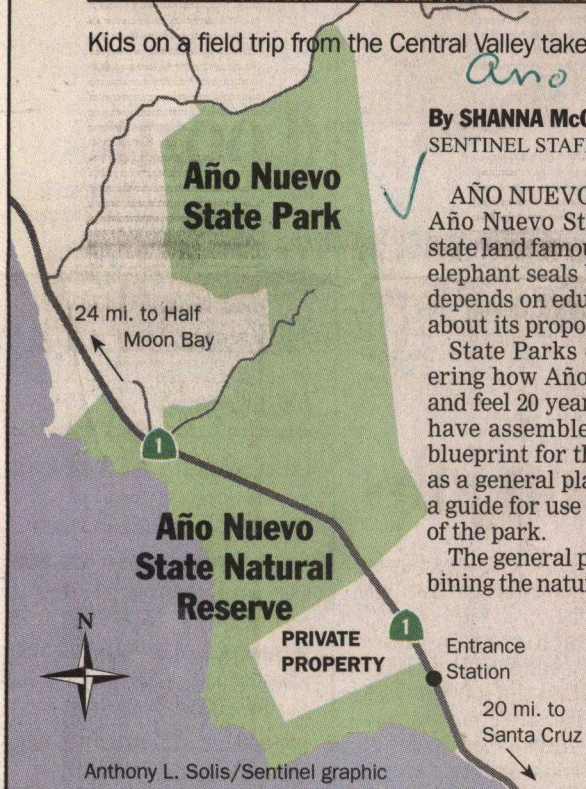 Kids on a field trip from the Central Valley take
Ano
By SHANNA McC
SENTINEL STAF
AÑO NUEVO
Año Nuevo St
state land famou
elephant seals
depends on edu
about its propo
State Parks
ering how Año
and feel 20 year
have assemble
blueprint for th
as a general pla
a guide for use
of the park.
The general p
bining the natu
Año Nuevo
State Park
24 mi. to Half
Moon Bay
1
Año Nuevo
State Natural
Reserve
PRIVATE
PROPERTY
1
Entrance
Station
20 mi. to
Santa Cruz
N
Anthony L. Solis/Sentinel graphic